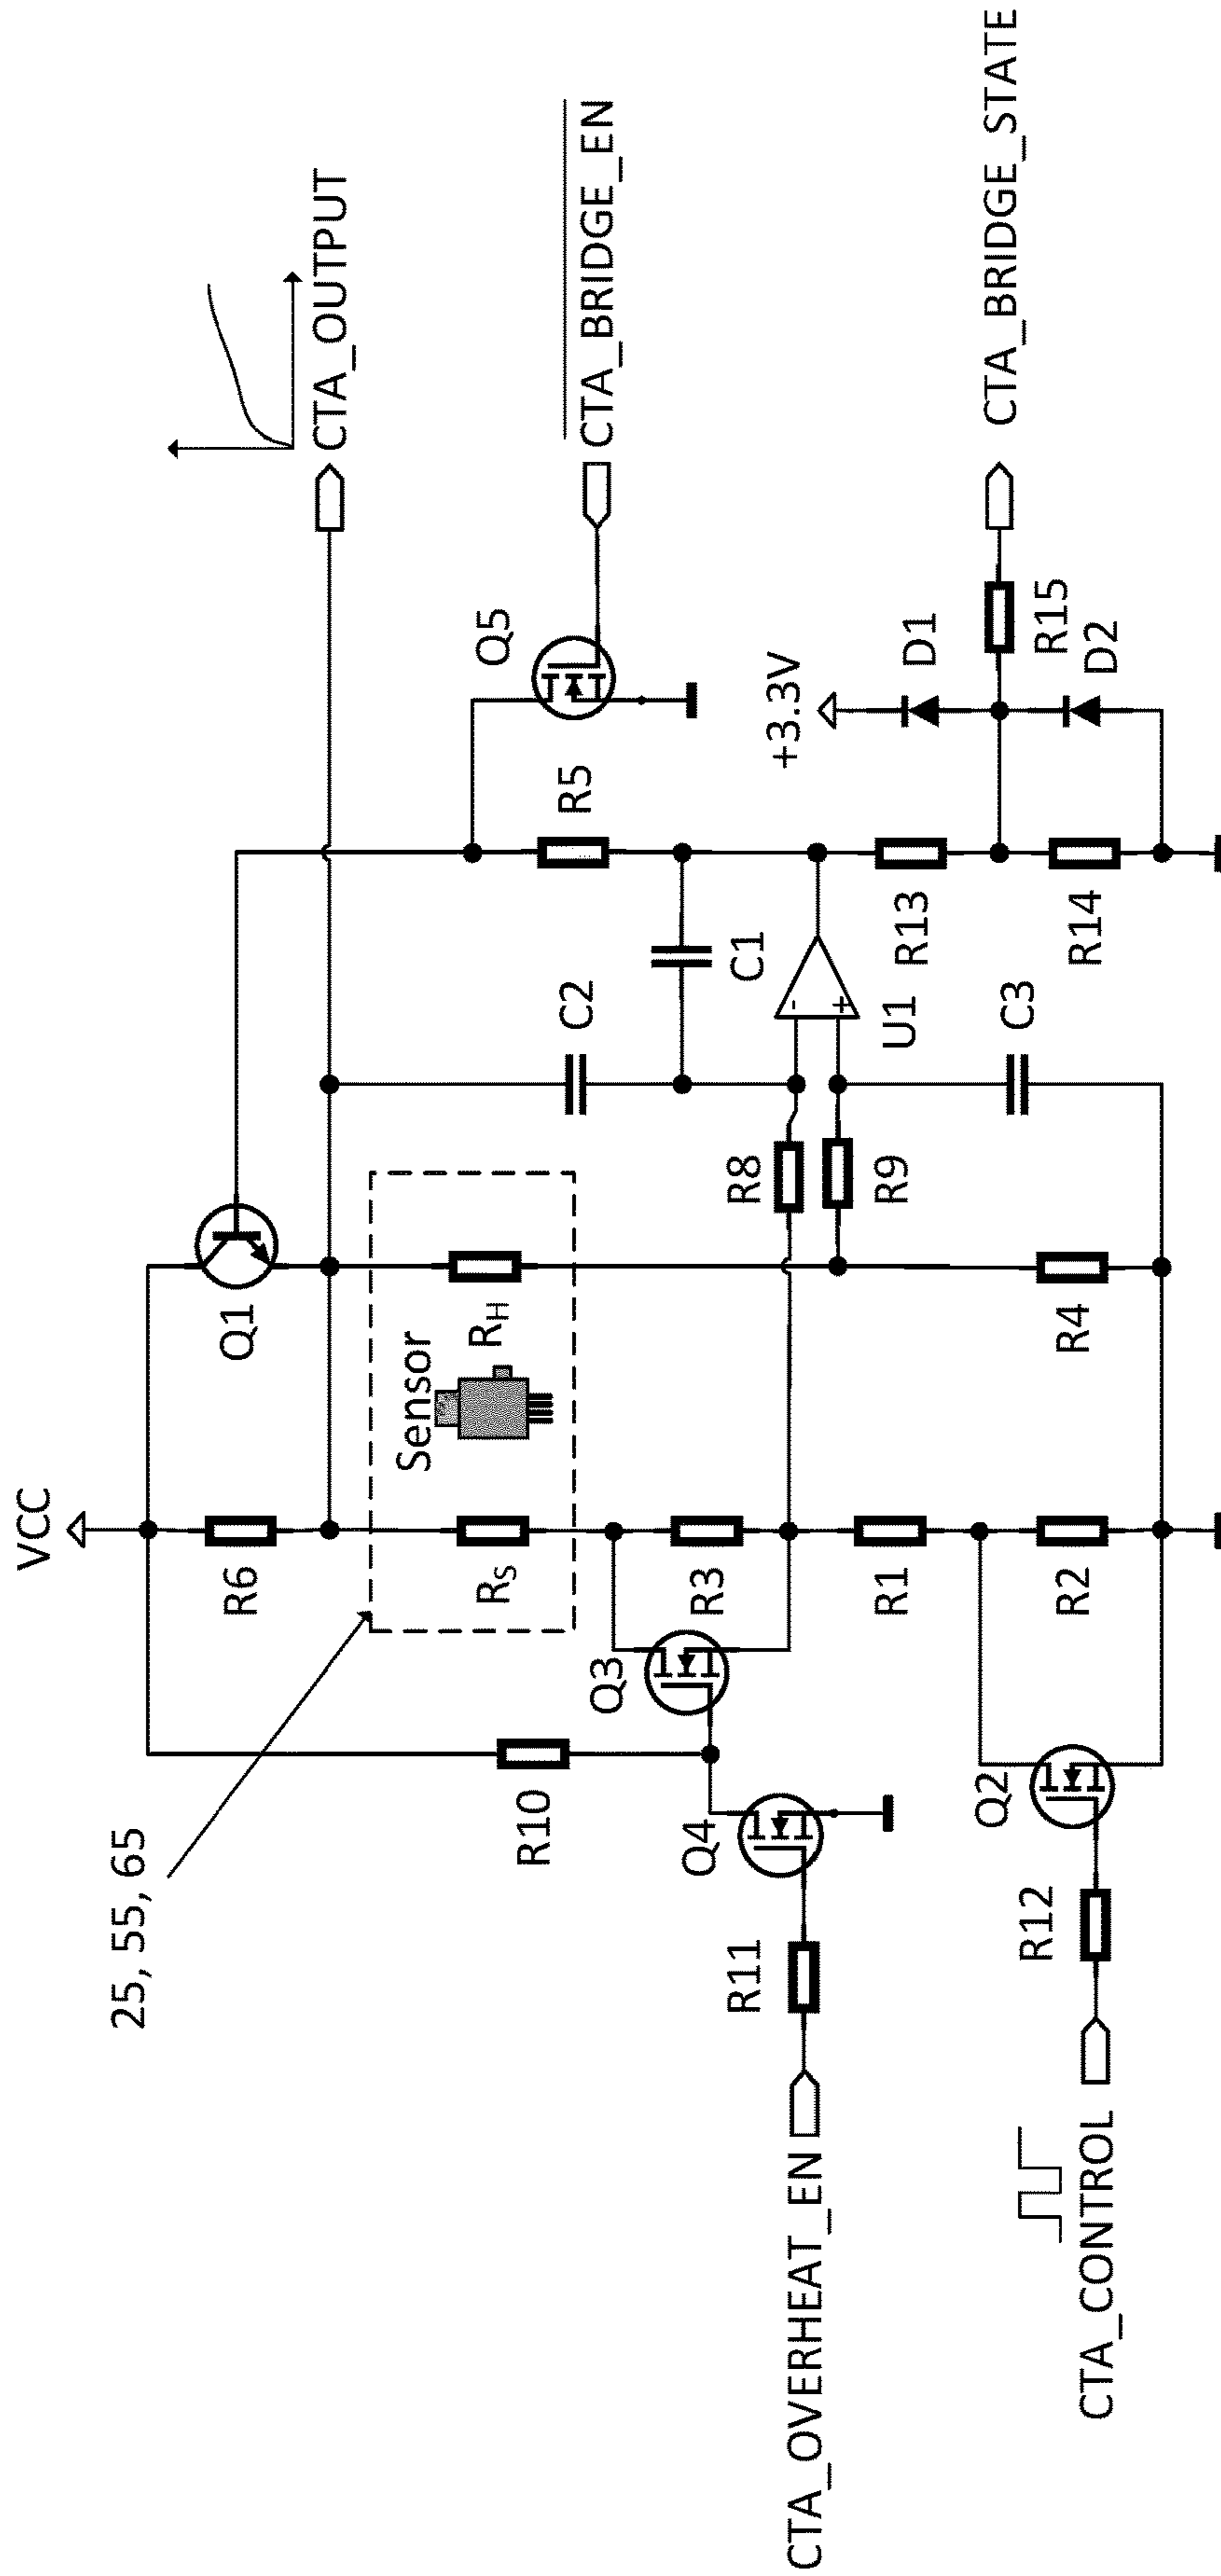 VCC
Q1
R6
CTA_OUTPUT
25, 55, 65
Sensor
RS
RH
C2
R5
Q5
CTA_BRIDGE_EN
R10
Q3
R3
R8
C1
+3.3V
D1
Q4
R9
U1
R13
CTA_OVERHEAT_EN
R11
R1
CTA_BRIDGE_STATE
R15
D2
Q2
R2
R4
C3
R14
CTA_CONTROL
R12
-
+